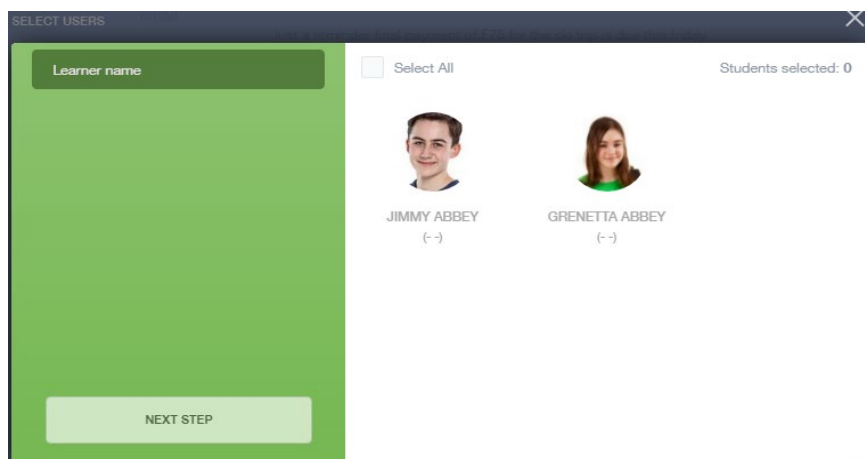 SELECT USERS
Learner name
Select All
Students selected: 0
JIMMY ABBEY
(- -)
GRENETTA ABBEY
(- -)
NEXT STEP